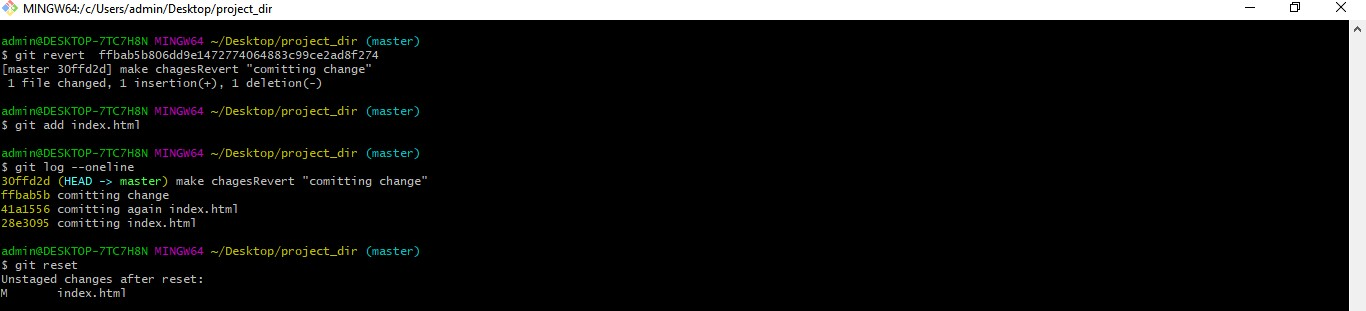 MINGW64:/c/Users/admin/Desktop/project_dir
admin@DESKTOP-7TC7H8N MINGW64 ~/Desktop/project_dir (master)
$ git revert  ffbab5b806dd9e1472774064883c99ce2ad8f274
[master 30ffd2d] make chagesRevert "comitting change"
 1 file changed, 1 insertion(+), 1 deletion(-)
admin@DESKTOP-7TC7H8N MINGW64 ~/Desktop/project_dir (master)
$ git add index.html
admin@DESKTOP-7TC7H8N MINGW64 ~/Desktop/project_dir (master)
$ git log --oneline
30ffd2d (HEAD -> master) make chagesRevert "comitting change"
ffbab5b comitting change
41a1556 comitting again index.html
28e3095 comitting index.html
admin@DESKTOP-7TC7H8N MINGW64 ~/Desktop/project_dir (master)
$ git reset
Unstaged changes after reset:
M       index.html